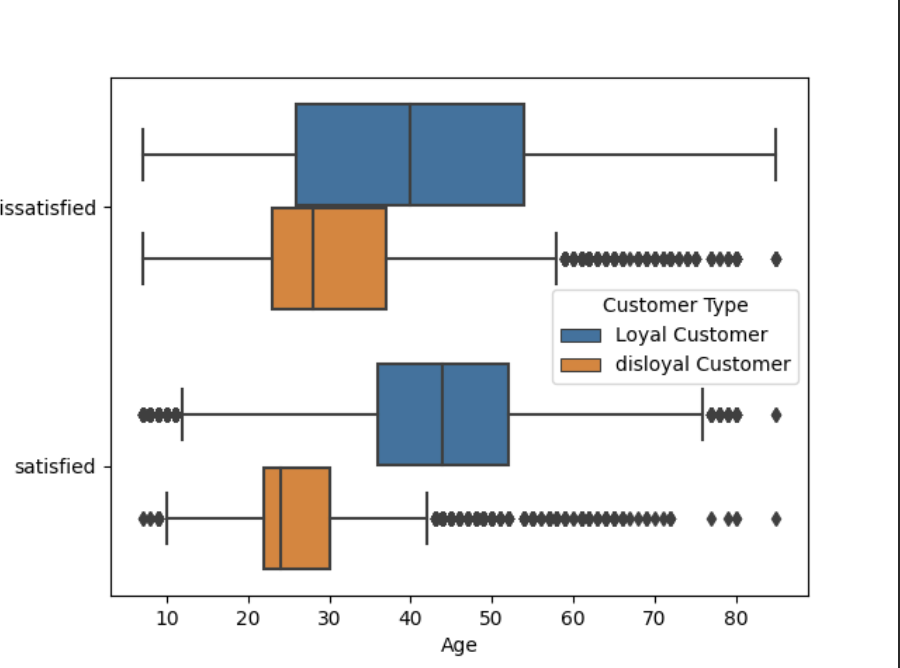 issatisfied
Customer Type
Loyal Customer
disloyal Customer
satisfied
10 20 30 40 50 60 70 80
Age